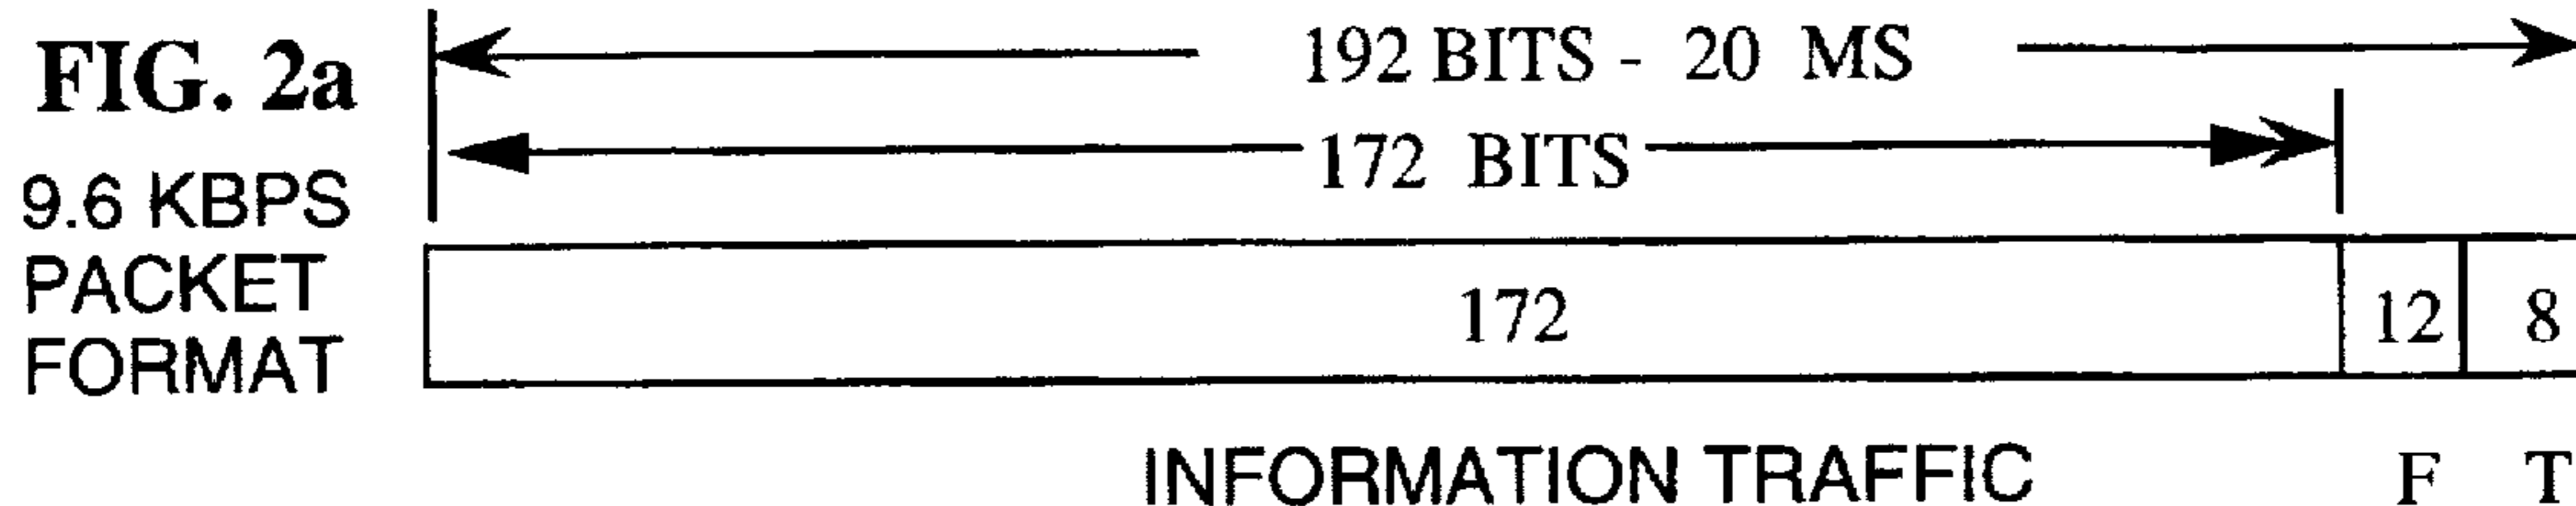 FIG. 2a
192 BITS - 20 MS
172 BITS
9.6 KBPS
PACKET
FORMAT
172 12 8
INFORMATION TRAFFIC F T